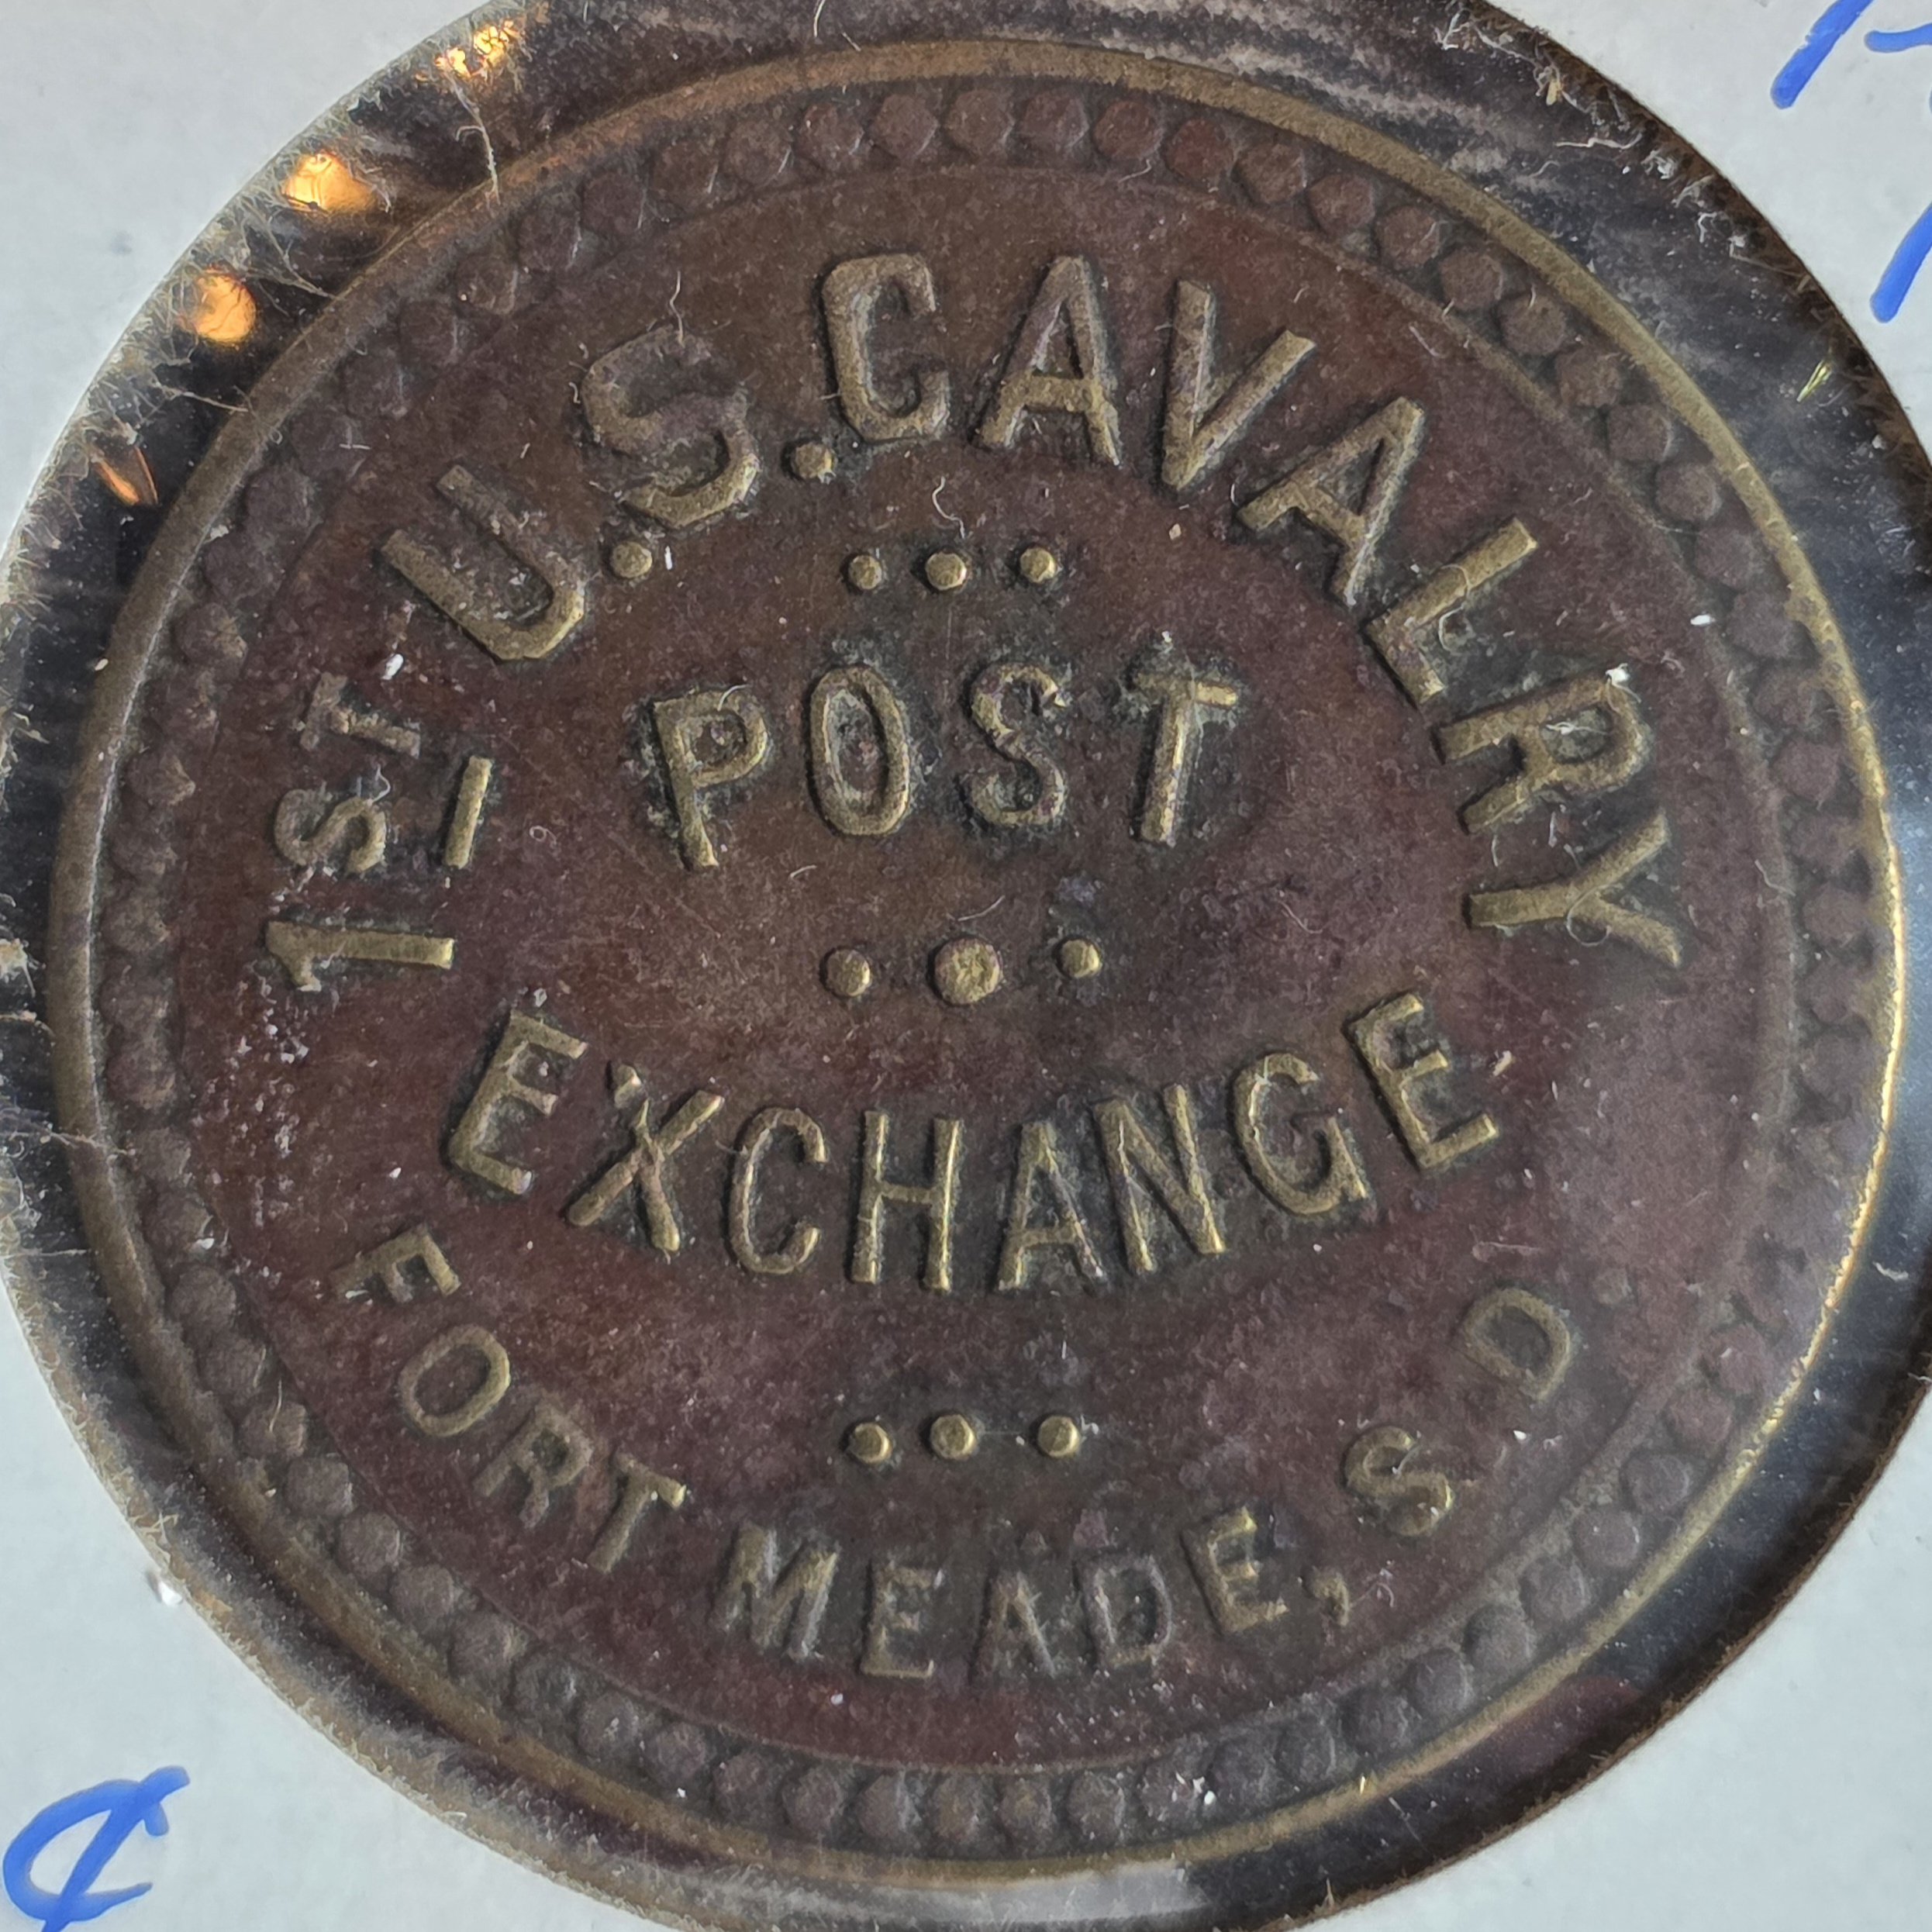 1ST U.S. CAVALRY
POST
EXCHANGE
FORT MEADE, S D
¢